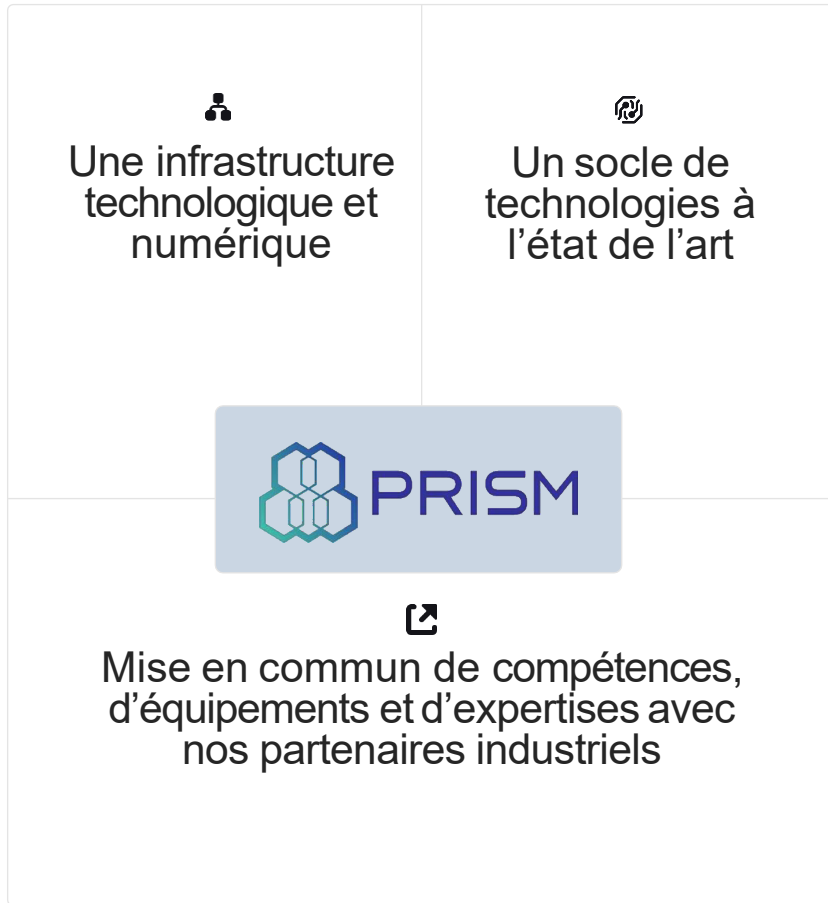 Une infrastructure
technologique et
numérique
Un socle de
technologies à
l’état de l’art
PRISM
Mise en commun de compétences,
d’équipements et d’expertises avec
nos partenaires industriels